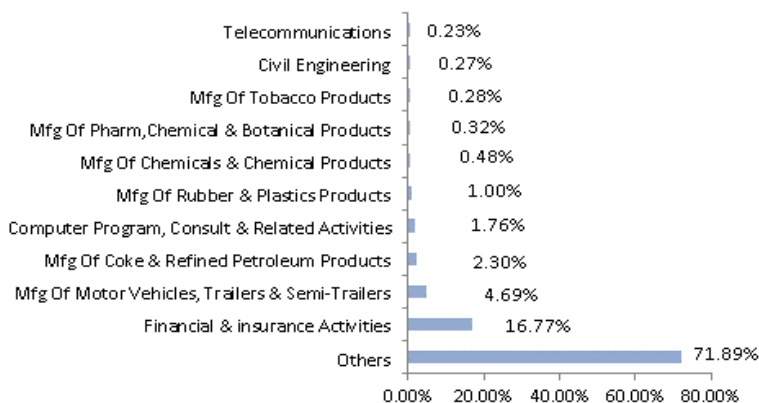 Telecommunications 0.23%
Civil Engineering 0.27%
Mfg Of Tobacco Products 0.28%
Mfg Of Pharm,Chemical & Botanical Products 0.32%
Mfg Of Chemicals & Chemical Products 0.48%
Mfg Of Rubber & Plastics Products 1.00%
Computer Program, Consult & Related Activities 1.76%
Mfg Of Coke & Refined Petroleum Products 2.30%
Mfg Of Motor Vehicles, Trailers & Semi-Trailers 4.69%
Financial & insurance Activities 16.77%
Others 71.89%
0.00% 20.00% 40.00% 60.00% 80.00%